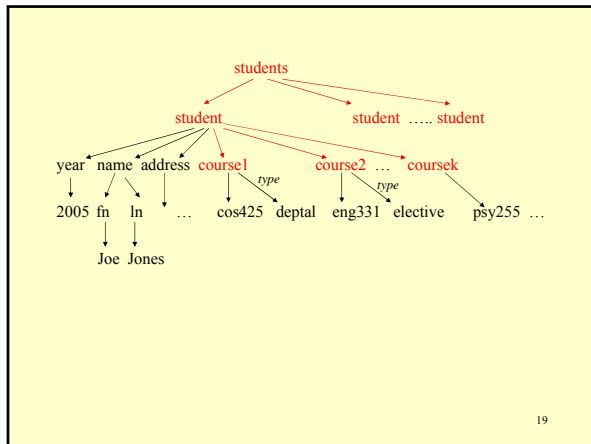 students
student student ..... student
year name address course1 course2 ... coursek
type type
2005 fn ln ... cos425 deptal eng331 elective psy255 ...
Joe Jones
19